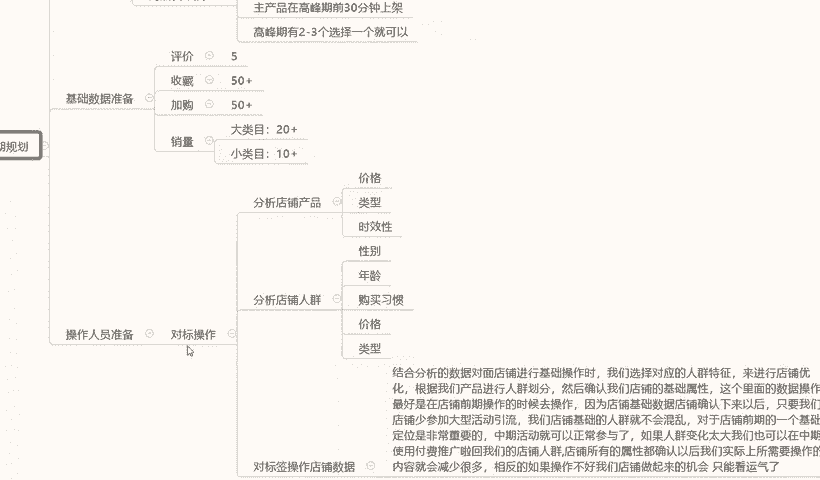 主产品在高峰期前30分钟上架
高峰期有2-3个选择一个就可以
评价 5
收藏 50+
基础数据准备
加购 50+
大类目：20+
销量
小类目：10+
期规划
价格
分析店铺产品 类型
时效性
性别
年龄
分析店铺人群 购买习惯
价格
操作人员准备 对标操作
类型
结合分析的数据对面店铺进行基础操作时，我们选择对应的人群特征，来进行店铺优
化，根据我们产品进行人群划分，然后确认我们店铺的基础属性，这个里面的数据操作
最好是在店铺前期操作的时候去操作，因为店铺基础数据店铺确认下来以后，只要我们
店铺少参加大型活动引流，我们店铺基础的人群就不会混乱，对于店铺前期的一个基础
定位是非常重要的，中期活动就可以正常参与了，如果人群变化太大我们也可以在中期
使用付费推广啦回我们的店铺人群,店铺所有的属性都确认以后我们实际上所需要操作的
对标签操作店铺数据 内容就会减少很多，相反的如果操作不好我们店铺做起来的机会 只能看运气了